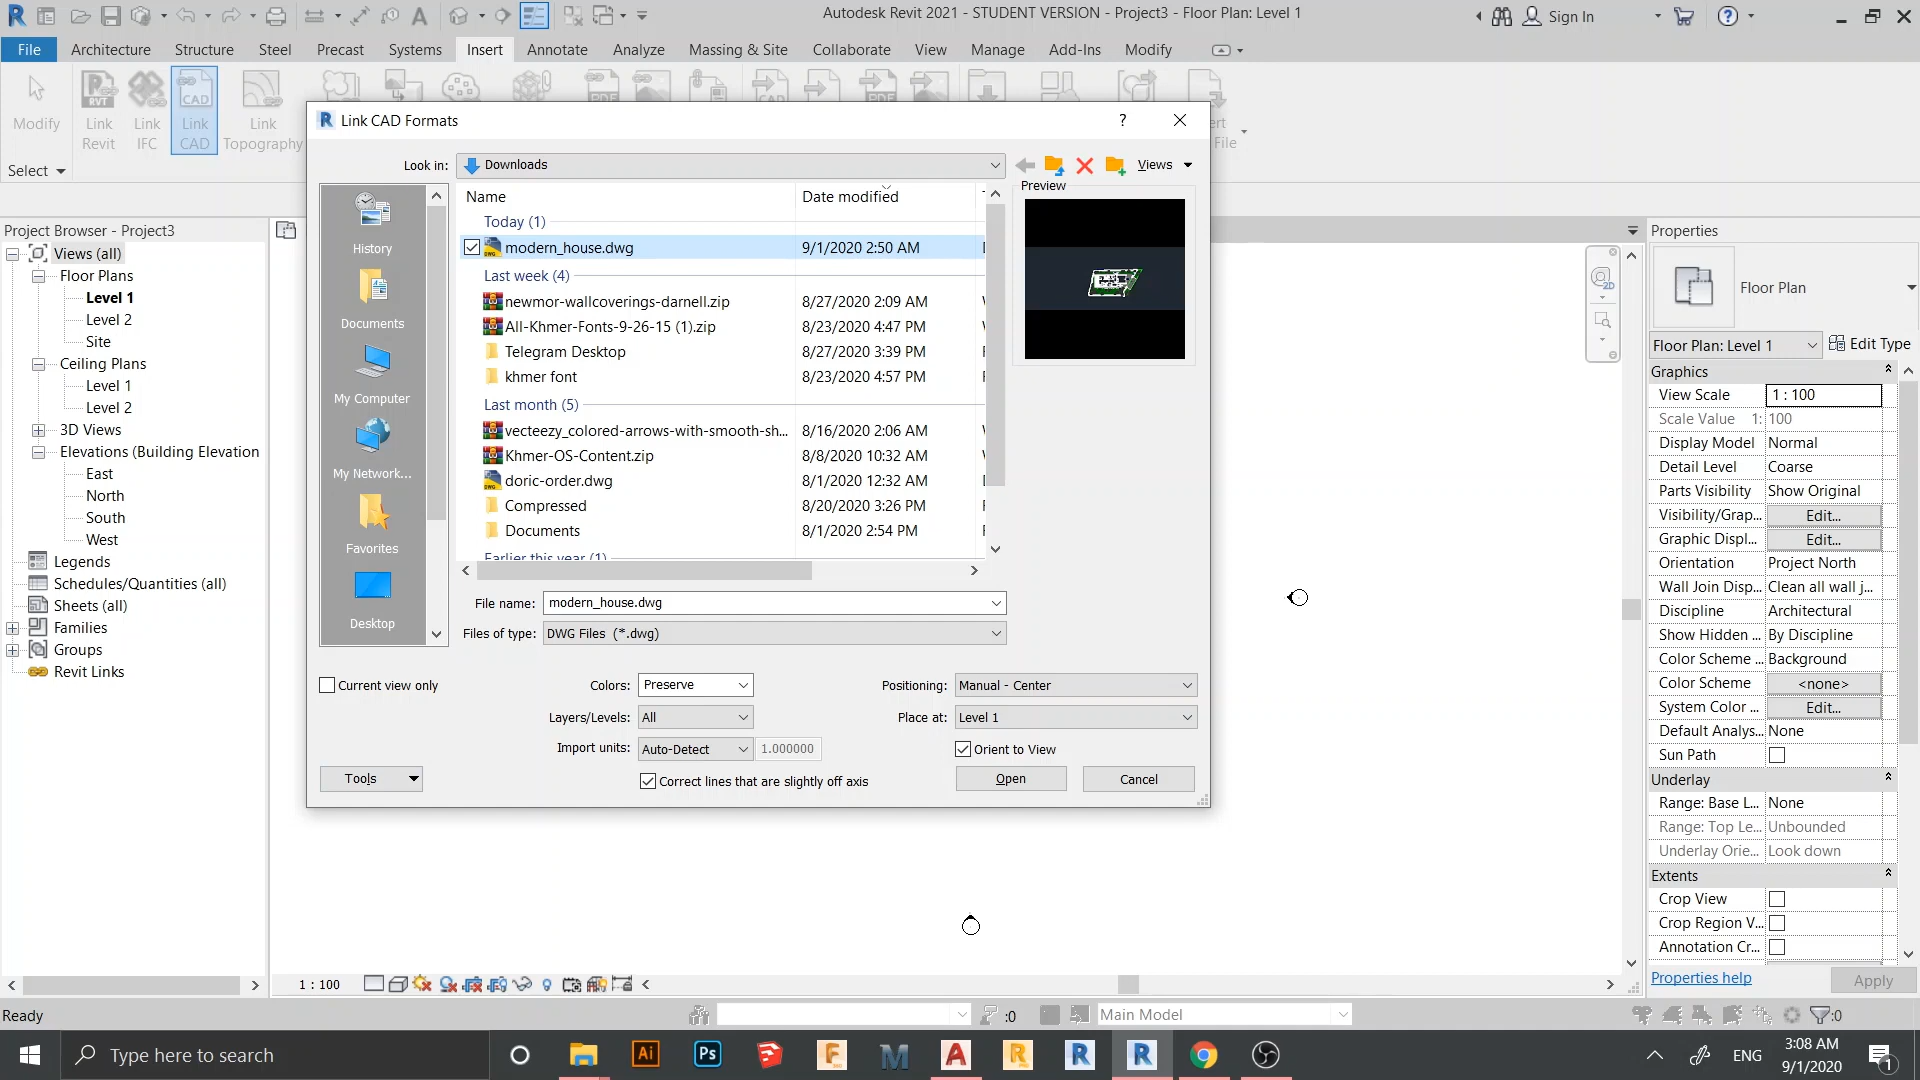 Autodesk Revit 2021 - STUDENT VERSION - Project3 - Floor Plan: Level 1
Sign In
File Architecture Structure Steel Precast Systems Insert Annotate Analyze Massing & Site Collaborate View Manage Add-Ins Modify
Modify
Link Revit
Link IFC
Link CAD
Link Topography
File
Select
Link CAD Formats
Look in: Downloads
Views
Preview
Name Date modified
Today (1)
modern_house.dwg 9/1/2020 2:50 AM
Last week (4)
newmor-wallcoverings-darnell.zip 8/27/2020 2:09 AM
All-Khmer-Fonts-9-26-15 (1).zip 8/23/2020 4:47 PM
Telegram Desktop 8/27/2020 3:39 PM
khmer font 8/23/2020 4:57 PM
Last month (5)
vecteezy_colored-arrows-with-smooth-sh... 8/16/2020 2:06 AM
Khmer-OS-Content.zip 8/8/2020 10:32 AM
doric-order.dwg 8/1/2020 12:32 AM
Compressed 8/20/2020 3:26 PM
Documents 8/1/2020 2:54 PM
Earlier this year (1)
History
Documents
My Computer
My Network...
Favorites
Desktop
File name: modern_house.dwg
Files of type: DWG Files (*.dwg)
Current view only
Colors: Preserve
Layers/Levels: All
Import units: Auto-Detect 1.000000
Correct lines that are slightly off axis
Positioning: Manual - Center
Place at: Level 1
Orient to View
Tools
Open
Cancel
Project Browser - Project3
Views (all)
Floor Plans
Level 1
Level 2
Site
Ceiling Plans
Level 1
Level 2
3D Views
Elevations (Building Elevation
East
North
South
West
Legends
Schedules/Quantities (all)
Sheets (all)
Families
Groups
Revit Links
2D
Properties
Floor Plan
Floor Plan: Level 1
Edit Type
Graphics
View Scale 1 : 100
Scale Value 1: 100
Display Model Normal
Detail Level Coarse
Parts Visibility Show Original
Visibility/Grap... Edit...
Graphic Displ... Edit...
Orientation Project North
Wall Join Disp... Clean all wall j...
Discipline Architectural
Show Hidden ... By Discipline
Color Scheme ... Background
Color Scheme <none>
System Color ... Edit...
Default Analys... None
Sun Path
Underlay
Range: Base L... None
Range: Top Le... Unbounded
Underlay Orie... Look down
Extents
Crop View
Crop Region V...
Annotation Cr...
Properties help
Apply
1 : 100
Ready
:0
Main Model
:0
Type here to search
ENG
3:08 AM
9/1/2020
1